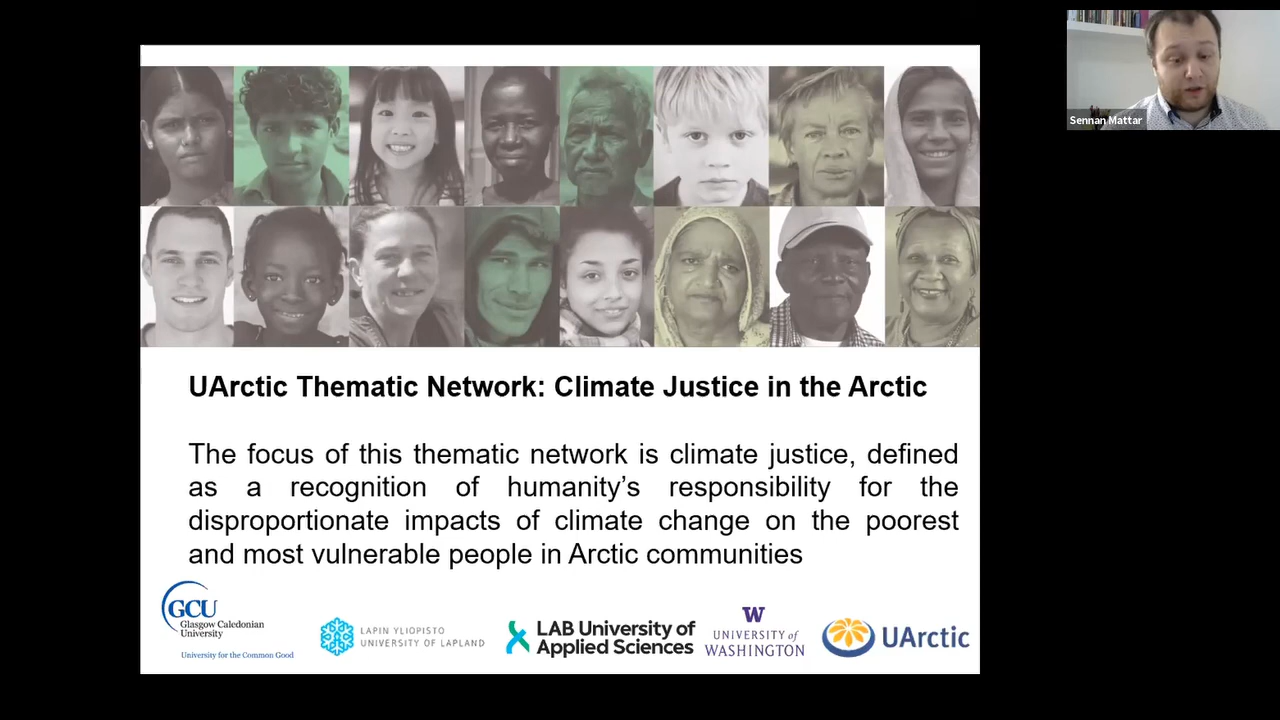 Sennan Mattar
UArctic Thematic Network: Climate Justice in the Arctic
The focus of this thematic network is climate justice, defined
as a recognition of humanity’s responsibility for the
disproportionate impacts of climate change on the poorest
and most vulnerable people in Arctic communities
GCU
Glasgow Caledonian
University
University for the Common Good
LAPIN YLIOPISTO
UNIVERSITY OF LAPLAND
LAB University of
Applied Sciences
W
UNIVERSITY of
WASHINGTON
UArctic